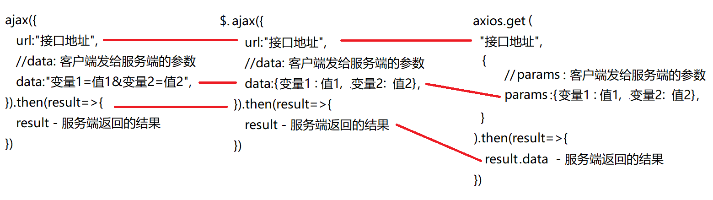 ajax({
url:"接口地址",
//data: 客户端发给服务端的参数
data:"变量1=值1&变量2=值2",
}).then(result=>{
result - 服务端返回的结果
})
$. ajax({
url:"接口地址",
//data: 客户端发给服务端的参数
data:{变量1 : 值1, 变量2: 值2},
}).then(result=>{
result - 服务端返回的结果
})
axios.get (
"接口地址",
{
//params : 客户端发给服务端的参数
params :{变量1 : 值1, 变量2: 值2},
}
).then(result=>{
result.data - 服务端返回的结果
})